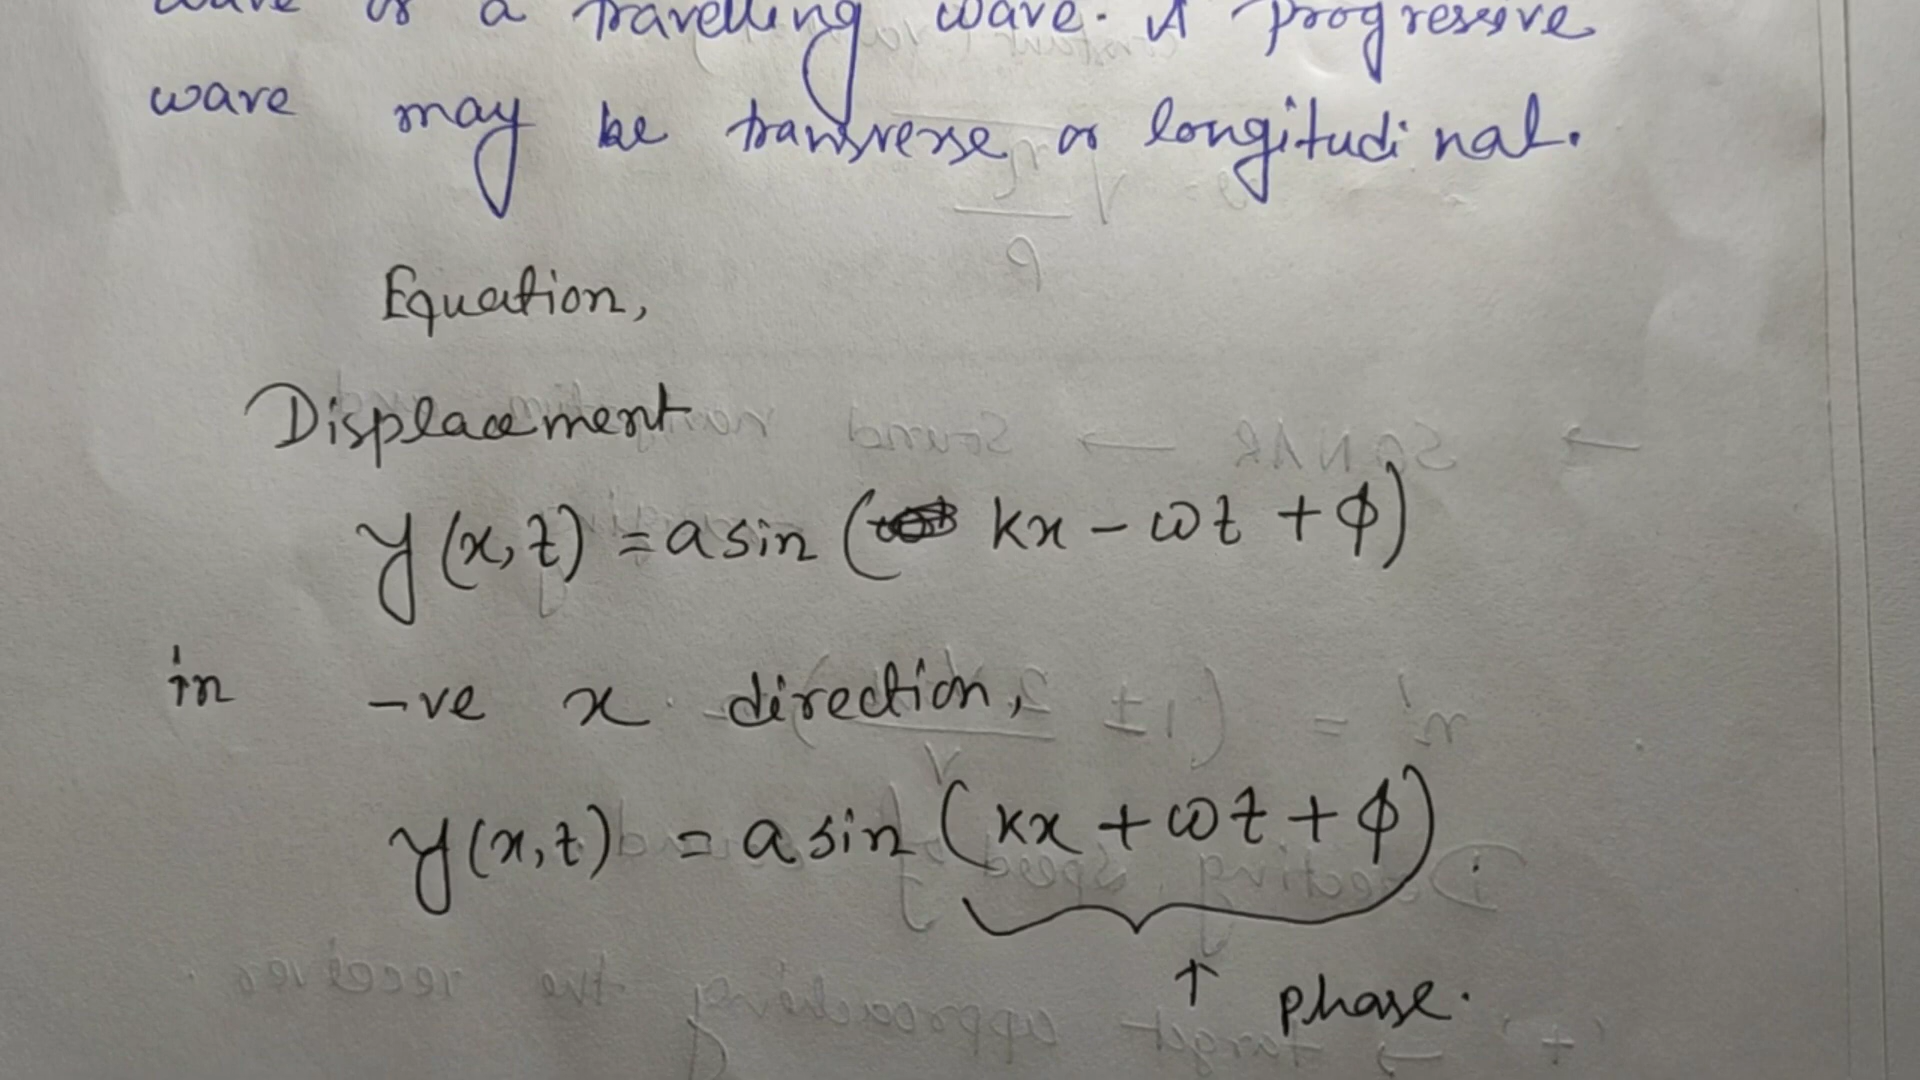 wave or a travelling wave. A progressive
wave may be transverse or longitudinal.
Equation,
Displacement
y(x,t) = a sin ( kx - ωt + ϕ)
in -ve x direction,
y(x,t) = a sin (kx + ωt + ϕ).
↑ phase.